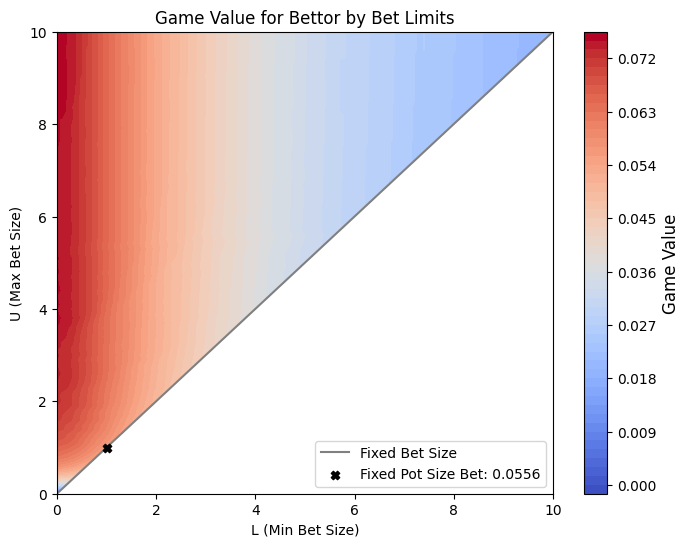 Game Value for Bettor by Bet Limits
10
8
6
4
2
0
U (Max Bet Size)
0 2 4 6 8 10
L (Min Bet Size)
Fixed Bet Size
Fixed Pot Size Bet: 0.0556
0.072
0.063
0.054
0.045
0.036
0.027
0.018
0.009
0.000
Game Value